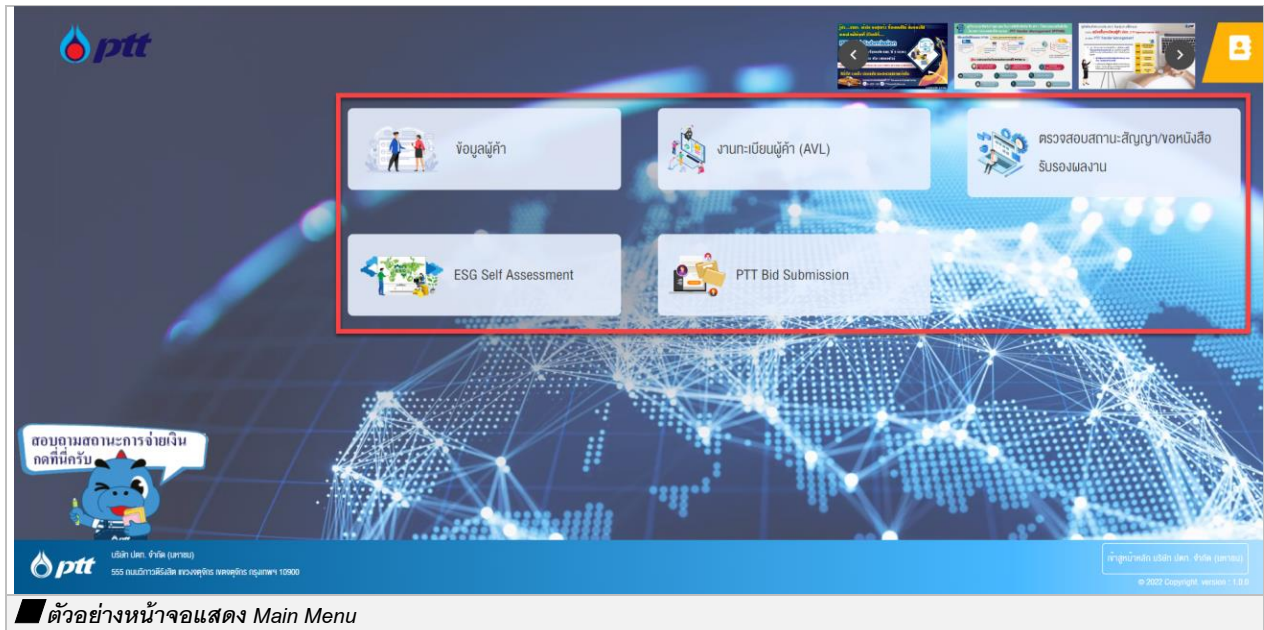 ptt
ข้อมูลผู้ค้า
งานทะเบียนผู้ค้า (AVL)
ตรวจสอบสถานะสัญญา/ขอหนังสือ
รับรองผลงาน
ESG Self Assessment
PTT Bid Submission
สอบถามสถานะการจ่ายเงิน
กดที่นี่ครับ
ptt
บริษัท ปตท. จำกัด (มหาชน)
555 ถนนวิภาวดีรังสิต แขวงจตุจักร เขตจตุจักร กรุงเทพฯ 10900
เข้าสู่หน้าหลัก บริษัท ปตท. จำกัด (มหาชน)
© 2022 Copyright. version : 1.0.0
ตัวอย่างหน้าจอแสดง Main Menu